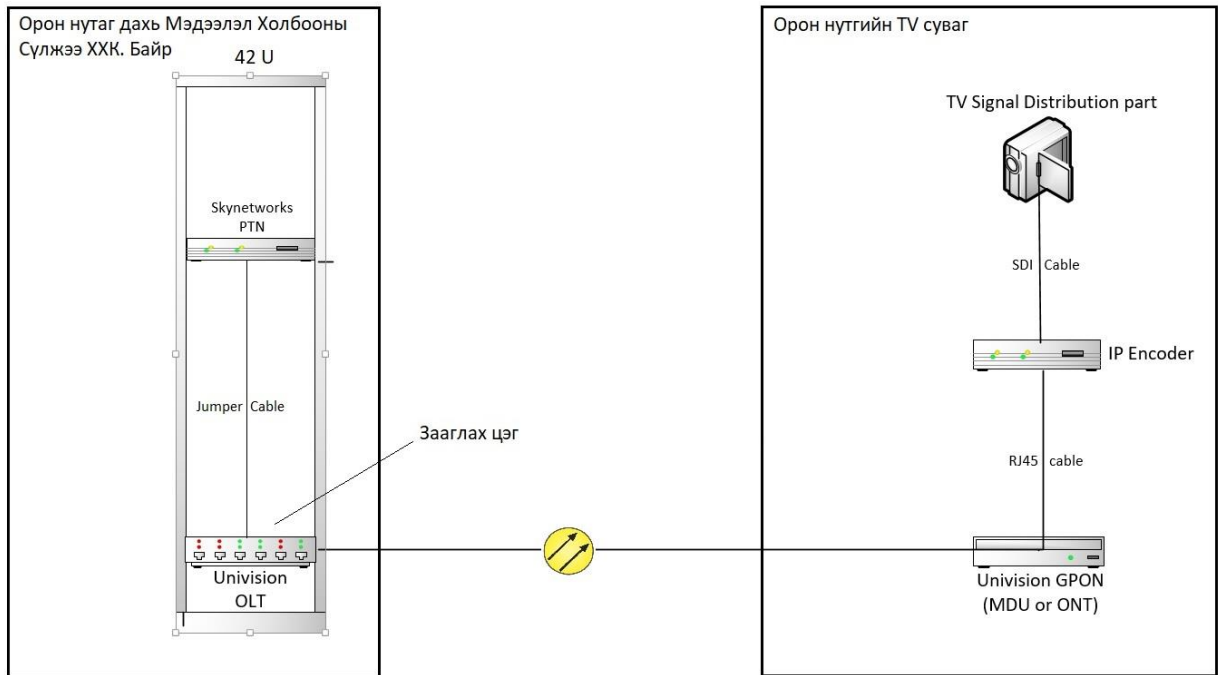 Орон нутаг дахь Мэдээлэл Холбооны
Сүлжээ ХХК. Байр
42 U
Skynetworks
PTN
Jumper Cable
Univision
OLT
Зааглах цэг
Орон нутгийн TV суваг
TV Signal Distribution part
SDI Cable
IP Encoder
RJ45 cable
Univision GPON
(MDU or ONT)